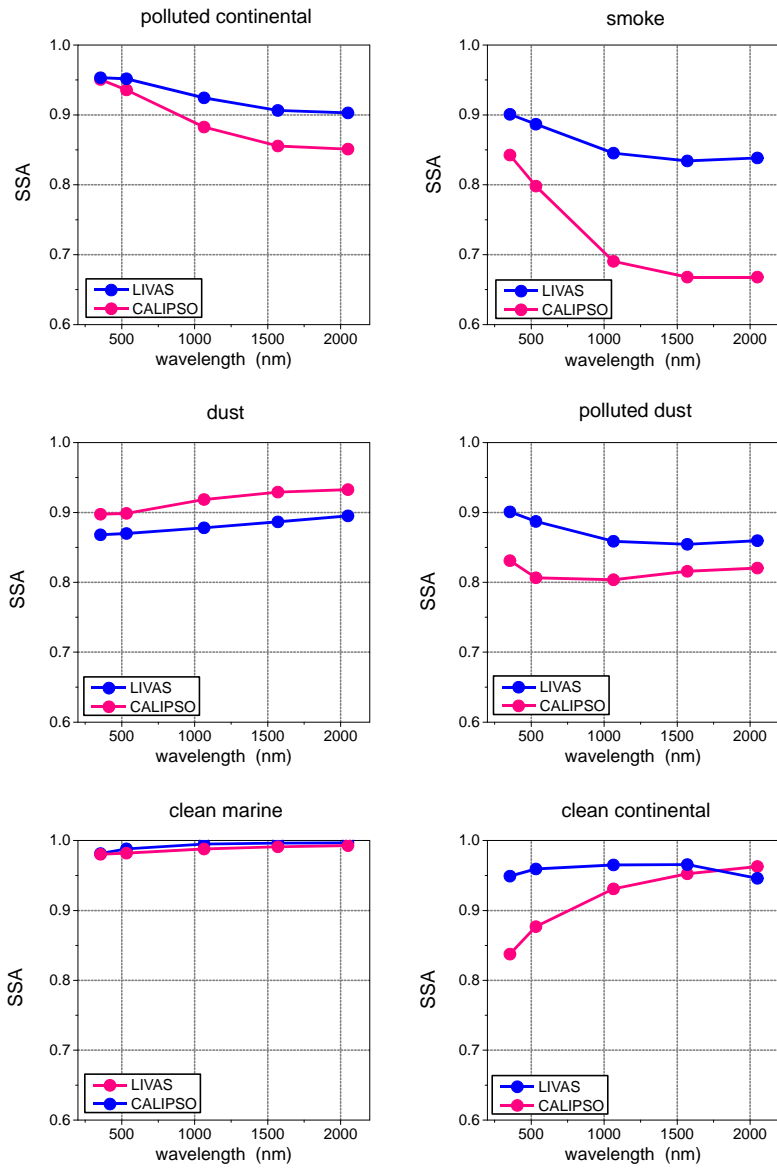 polluted continental
1.0
0.9
0.8
0.7
0.6
SSA
LIVAS
CALIPSO
500 1000 1500 2000
wavelength (nm)
smoke
1.0
0.9
0.8
0.7
0.6
SSA
LIVAS
CALIPSO
500 1000 1500 2000
wavelength (nm)
dust
1.0
0.9
0.8
0.7
0.6
SSA
LIVAS
CALIPSO
500 1000 1500 2000
wavelength (nm)
polluted dust
1.0
0.9
0.8
0.7
0.6
SSA
LIVAS
CALIPSO
500 1000 1500 2000
wavelength (nm)
clean marine
1.0
0.9
0.8
0.7
0.6
SSA
LIVAS
CALIPSO
500 1000 1500 2000
wavelength (nm)
clean continental
1.0
0.9
0.8
0.7
0.6
SSA
LIVAS
CALIPSO
500 1000 1500 2000
wavelength (nm)